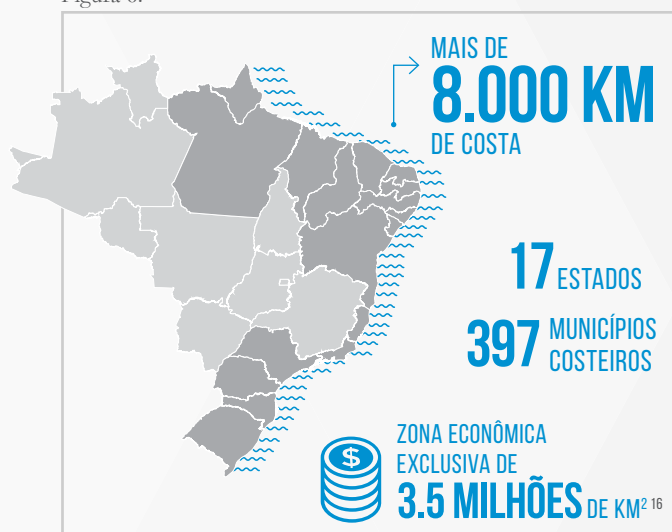 MAIS DE
8.000 KM
DE COSTA
17 ESTADOS
397 MUNICÍPIOS
COSTEIROS
ZONA ECONÔMICA
EXCLUSIVA DE
3.5 MILHÕES DE KM² 16
$